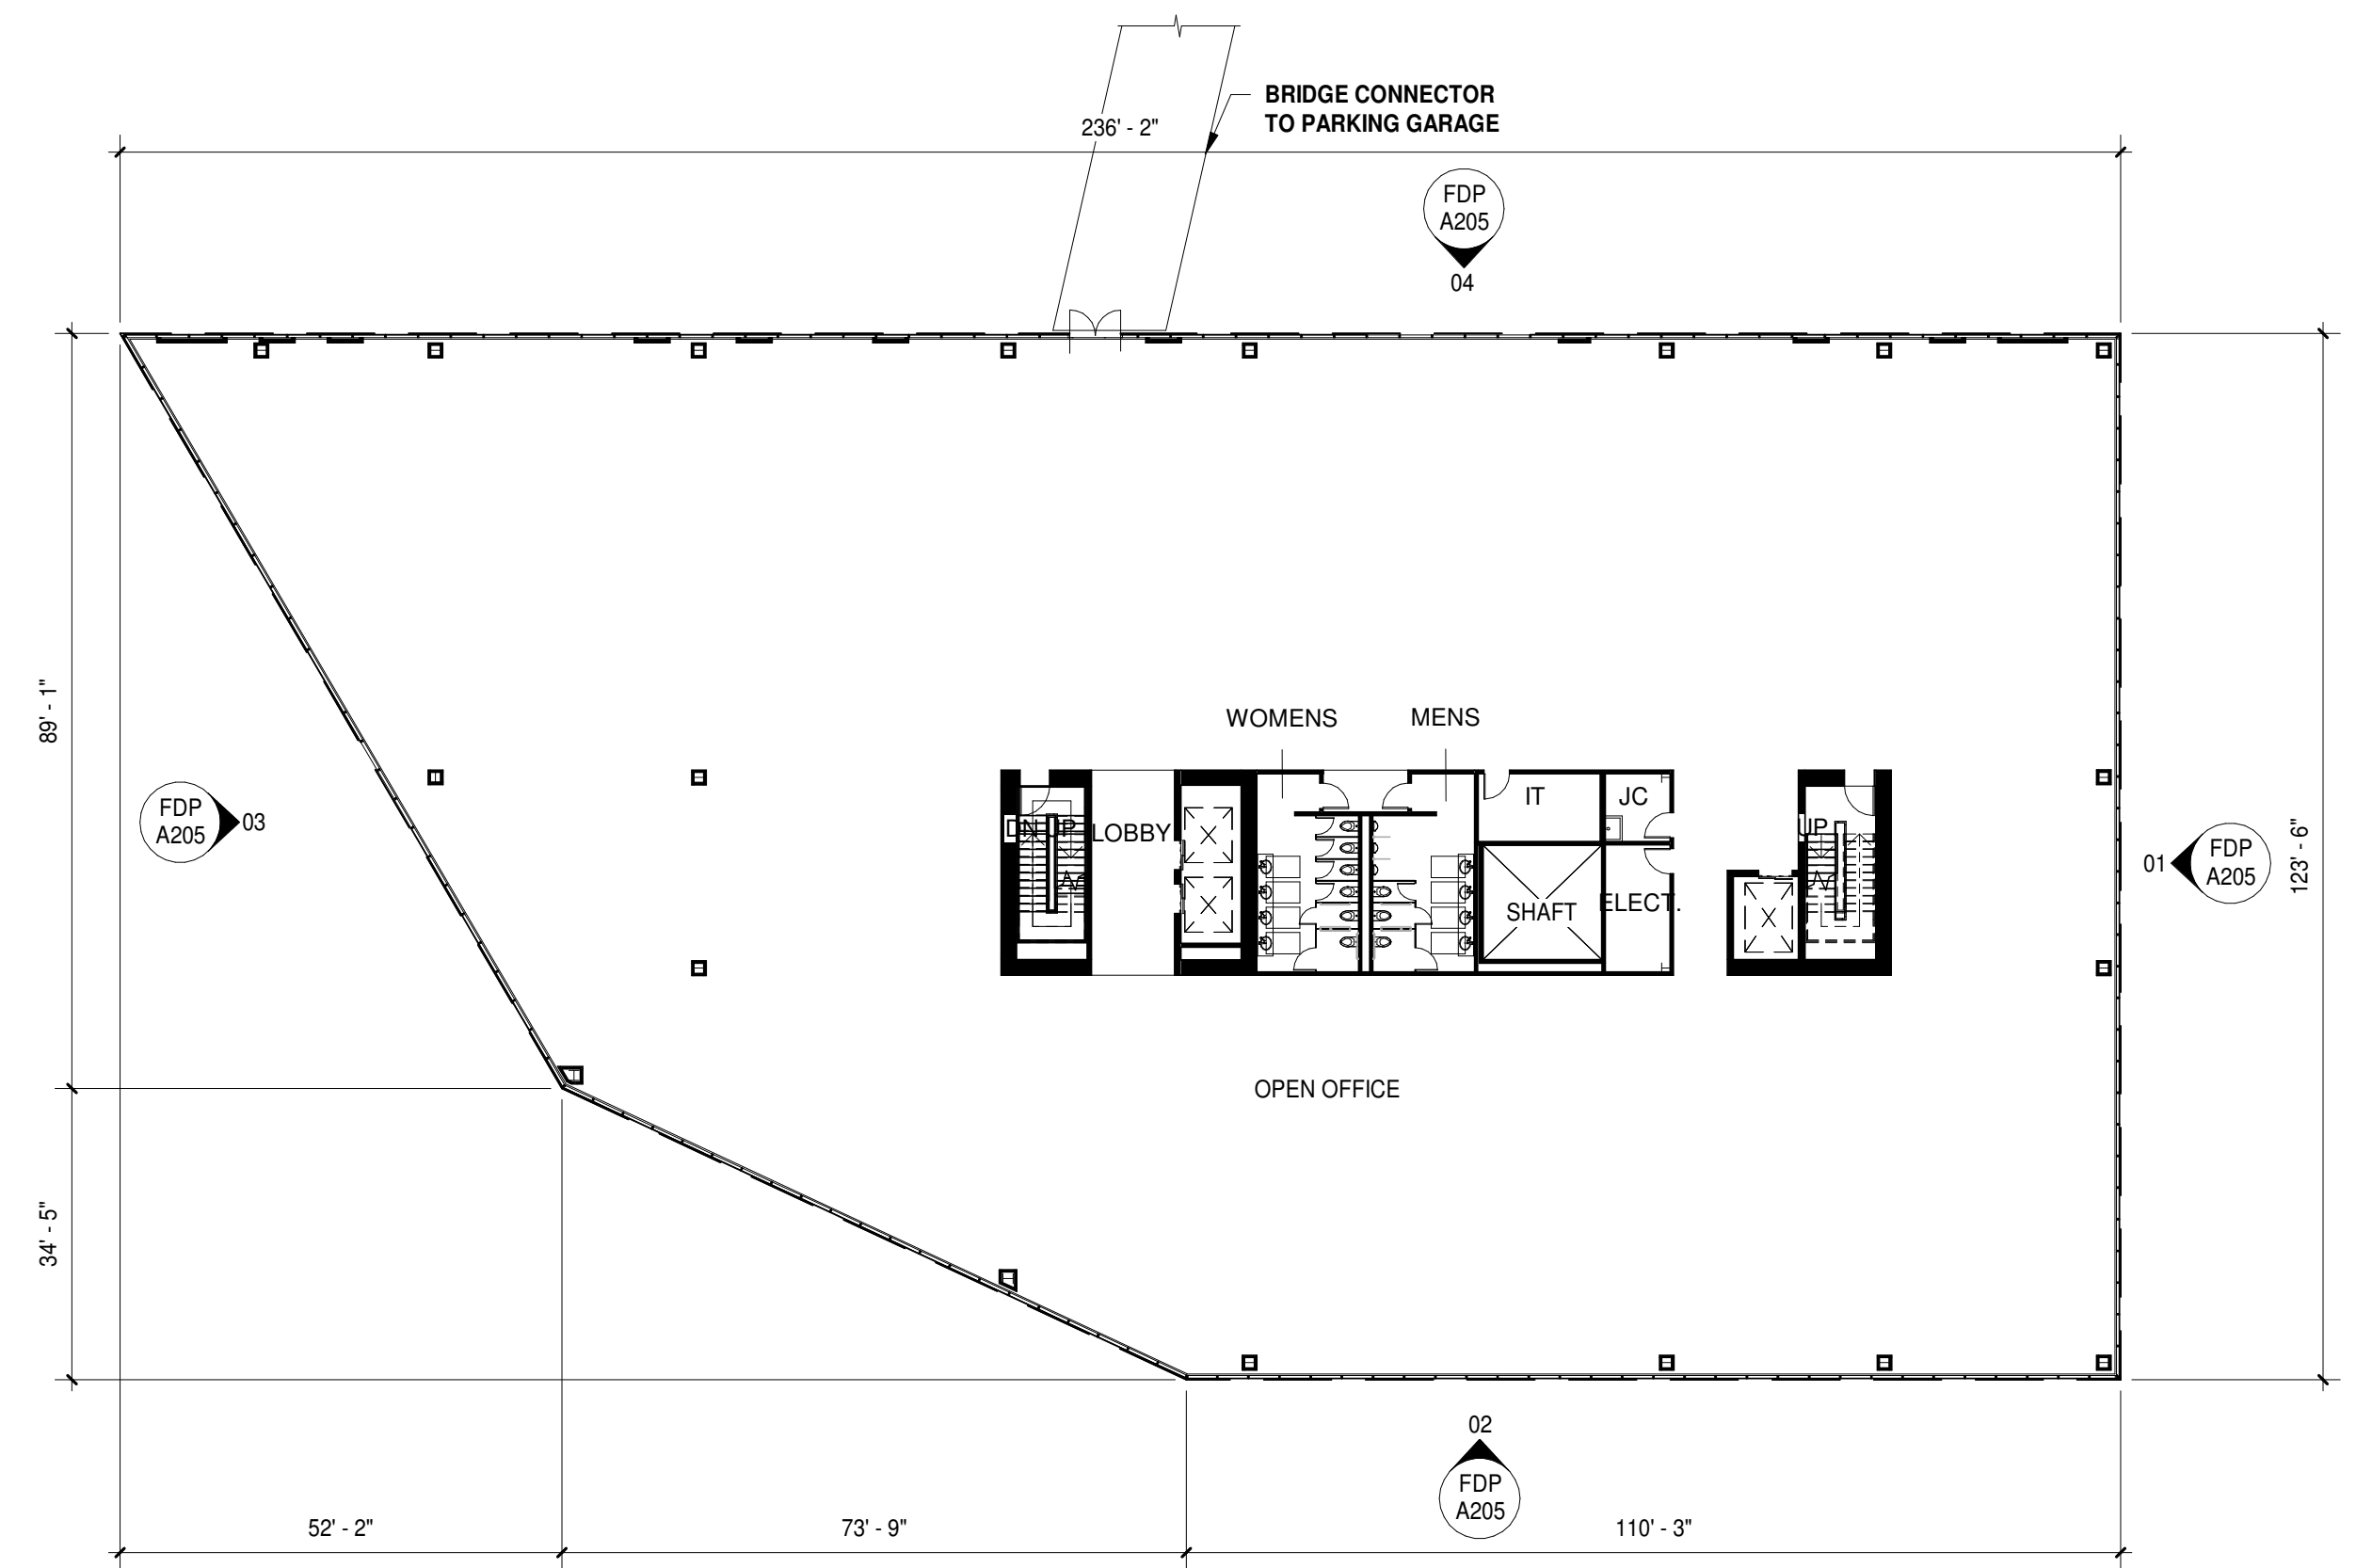 BRIDGE CONNECTOR
TO PARKING GARAGE
236' - 2"
FDP
A205
04
89' - 1"
WOMENS
MENS
IT
JC
FDP
A205
03
DN
UP
LOBBY
UP
SHAFT
ELECT.
01
FDP
A205
123' - 6"
OPEN OFFICE
34' - 5"
02
FDP
A205
52' - 2"
73' - 9"
110' - 3"